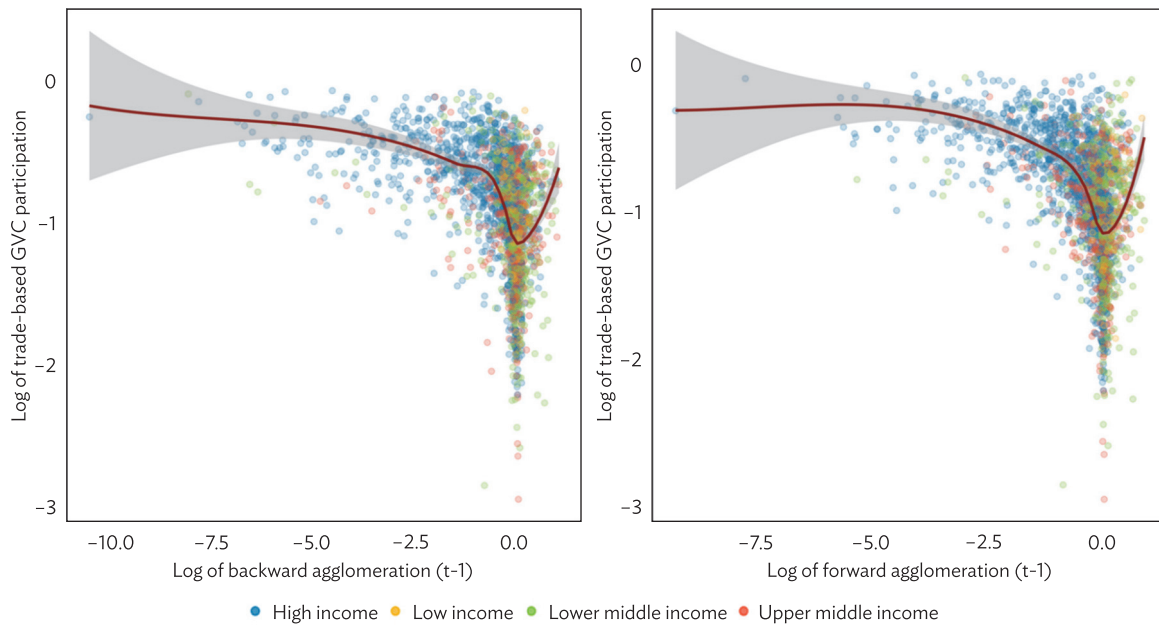 Log of trade-based GVC participation
0
−1
−2
−3
−10.0 −7.5 −5.0 −2.5 0.0
Log of backward agglomeration (t-1)
Log of trade-based GVC participation
0
−1
−2
−3
−7.5 −5.0 −2.5 0.0
Log of forward agglomeration (t-1)
High income Low income Lower middle income Upper middle income